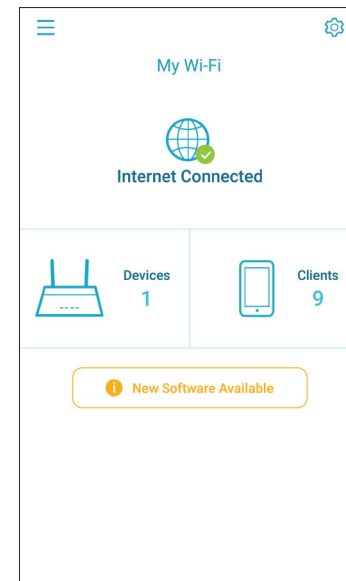 My Wi-Fi
Internet Connected
Devices
1
Clients
9
New Software Available